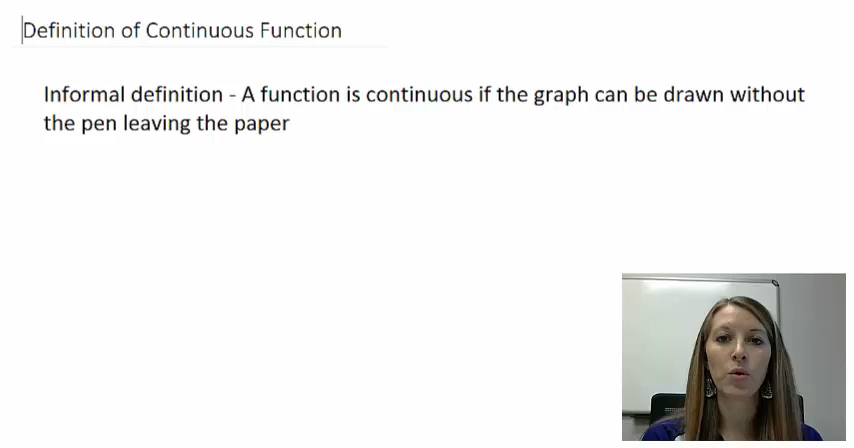 Definition of Continuous Function
Informal definition - A function is continuous if the graph can be drawn without
the pen leaving the paper